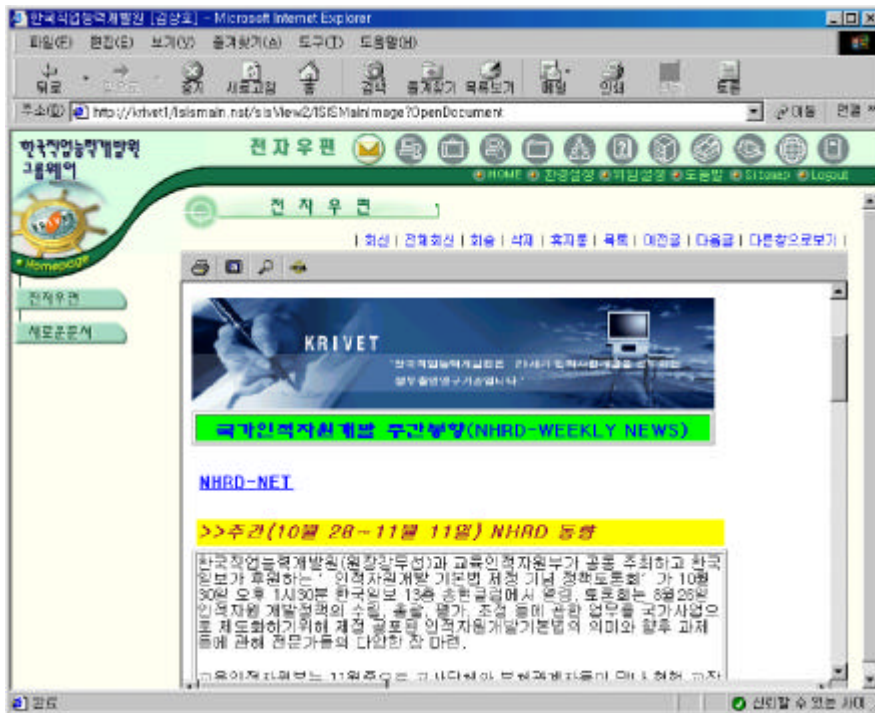 한국직업능력개발원 [김상호] - Microsoft Internet Explorer
파일(F) 편집(E) 보기(V) 즐겨찾기(A) 도구(T) 도움말(H)
뒤로 앞으로 중지 새로고침 홈 검색 즐겨찾기 목록보기 메일 인쇄 편집 토론
주소(D) http://krivet1/isismain.nsf/sisView2/ISISMainImage?OpenDocument 이동 연결 »
한국직업능력개발원
그룹웨어
전자우편
HOME 환경설정 위임설정 도움말 Sitemap Logout
Homepage
전자우편
| 회신 | 전체회신 | 회송 | 삭제 | 휴지통 | 목록 | 이전글 | 다음글 | 다른창으로보기 |
전자우편
새로운문서
KRIVET
국가인적자원개발 주간동향(NHRD-WEEKLY NEWS)
NHRD-NET
>>주간(10월 28~11월 11일) NHRD 동향
한국직업능력개발원(원장강무섭)과 교육인적자원부가 공동 주최하고 한국
일보가 후원하는 ' 인적자원개발 기본법 제정 기념 정책토론회' 가 10월
30일 오후 1시30분 한국일보 13층 송현클럽에서 열림. 토론회는 8월26일
인적자원 개발정책의 수립, 총괄, 평가, 조정 등에 관한 업무를 국가사업으
로 제도화하기위해 제정 공포된 인적자원개발기본법의 의미와 향후 과제
등에 관해 전문가들의 다양한 장 마련.
완료
신뢰할 수 있는 사이